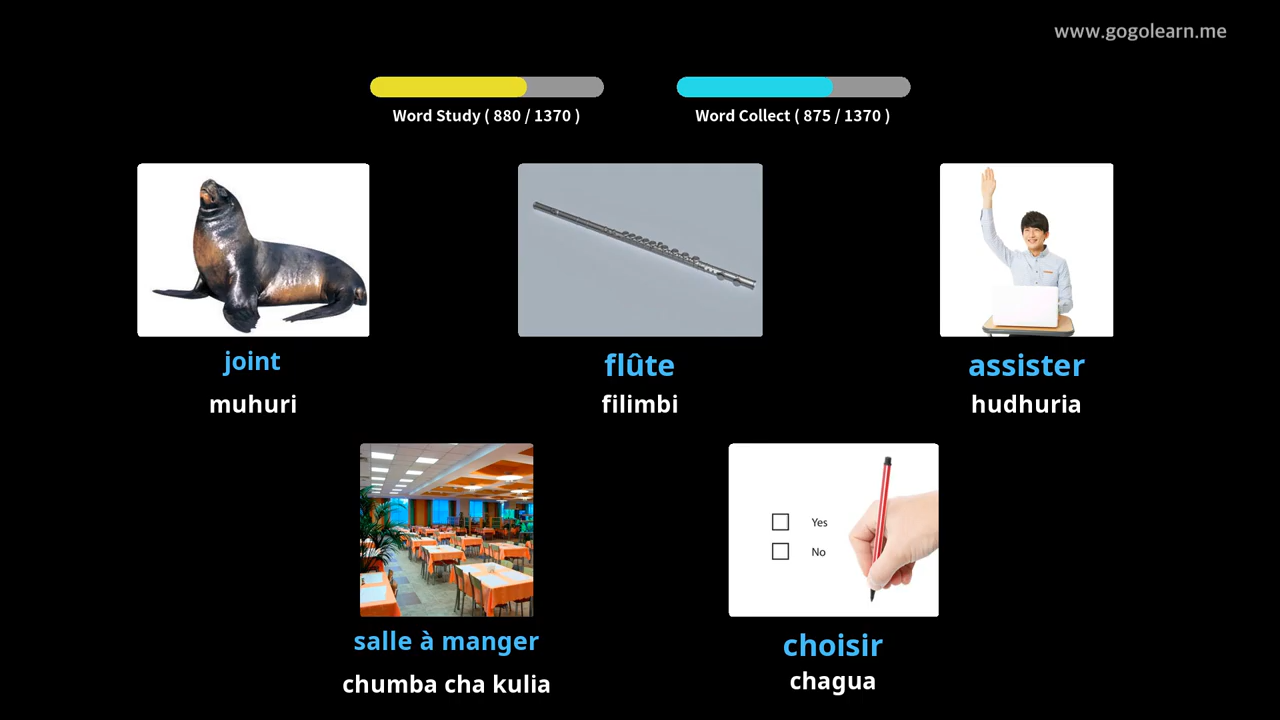 www.gogolearn.me
Word Study ( 880 / 1370 )
Word Collect ( 875 / 1370 )
joint
muhuri
flûte
filimbi
assister
hudhuria
salle à manger
chumba cha kulia
Yes
No
choisir
chagua